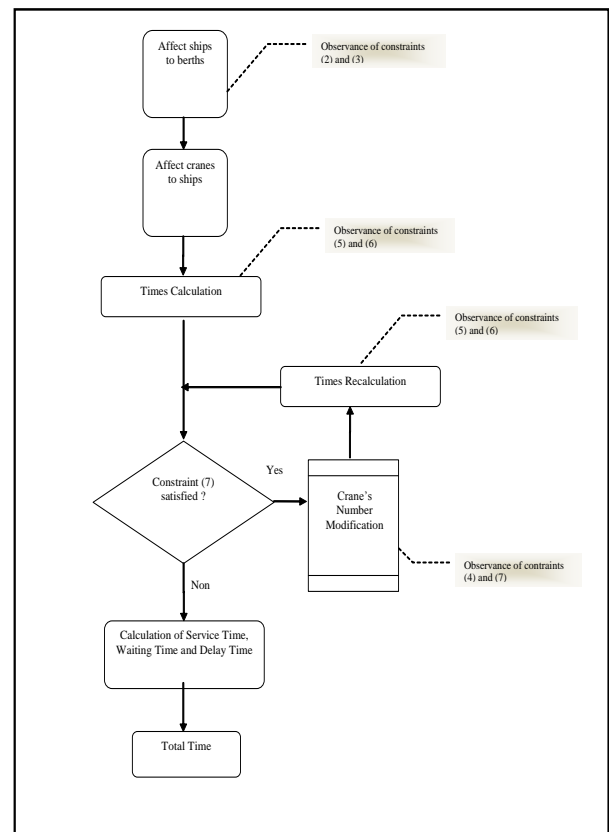 Affect ships
to berths
Observance of constraints
(2) and (3)
Affect cranes
to ships
Observance of constraints
(5) and (6)
Times Calculation
Observance of constraints
(5) and (6)
Times Recalculation
Constraint (7)
satisfied ?
Yes
Crane's
Number
Modification
Observance of contraints
(4) and (7)
Non
Calculation of Service Time,
Waiting Time and Delay Time
Total Time